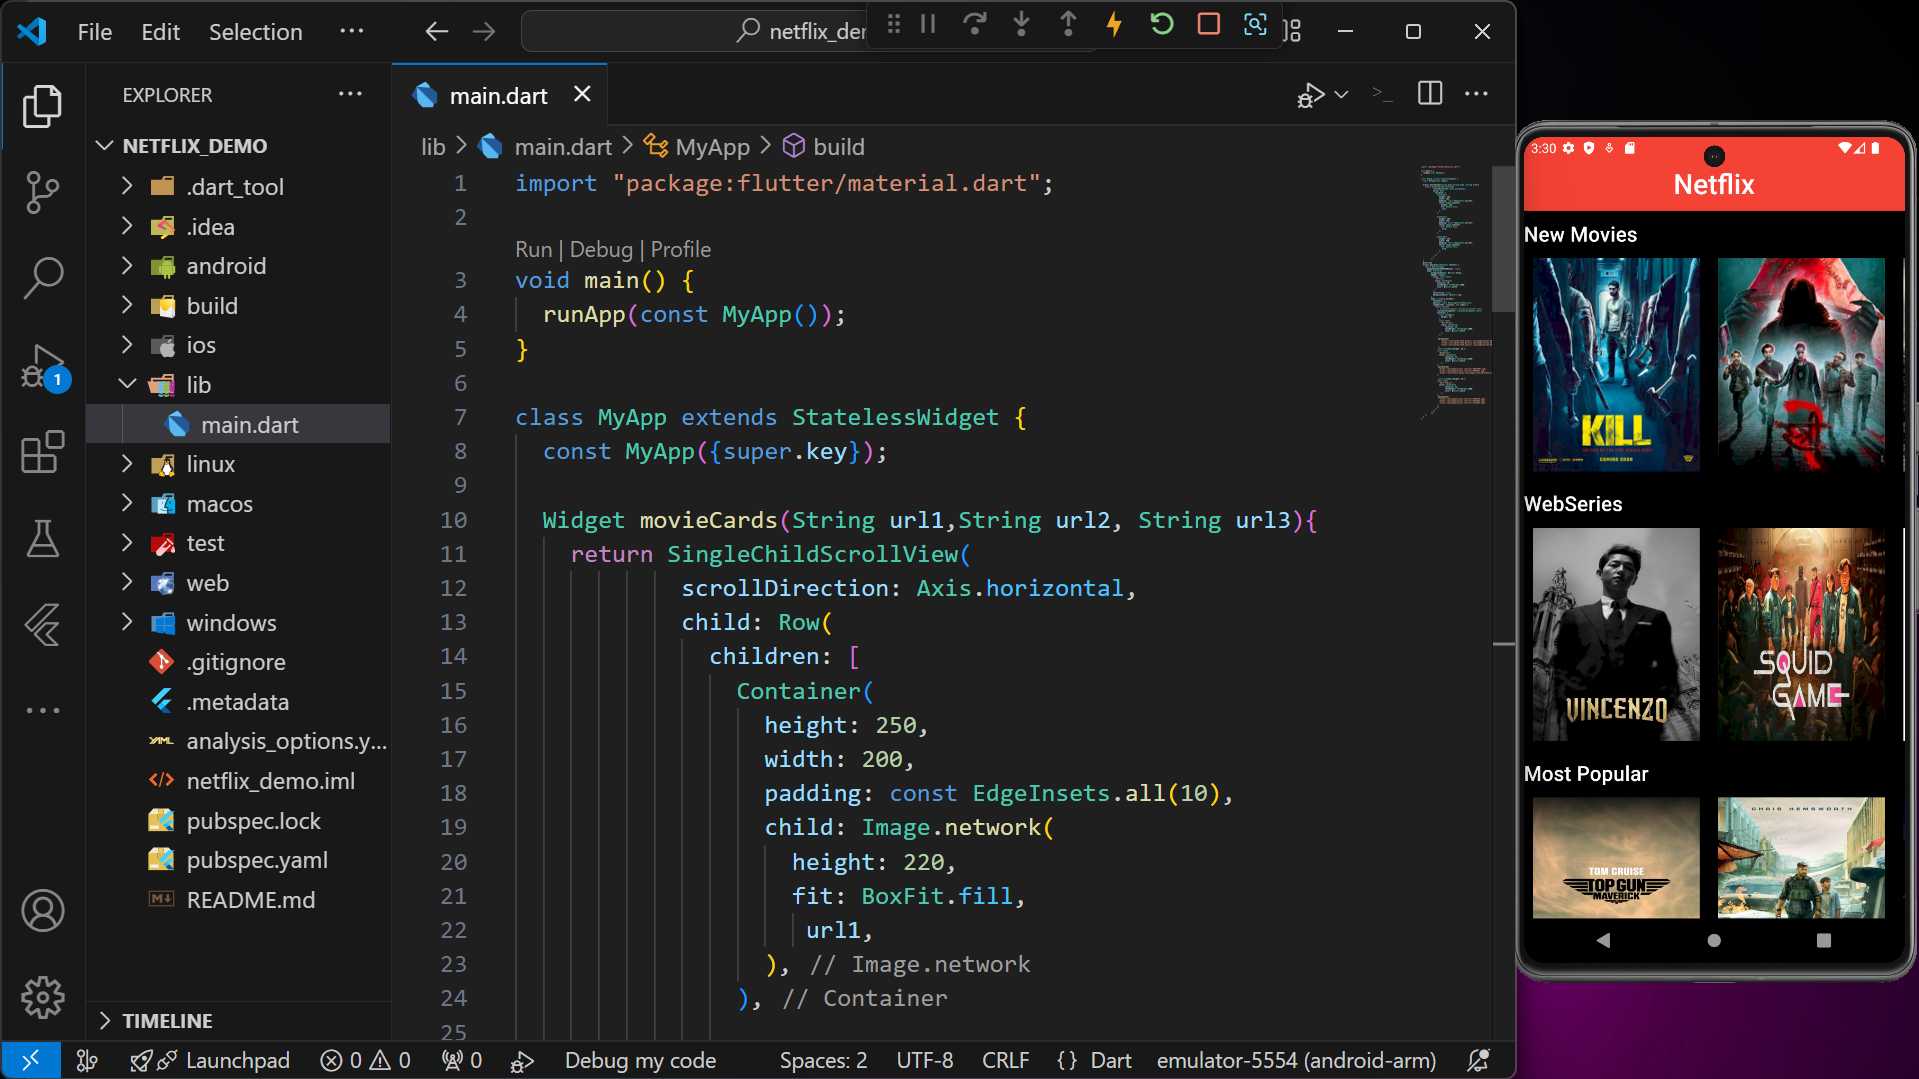 File Edit Selection ···
netflix_der
EXPLORER
NETFLIX_DEMO
.dart_tool
.idea
android
build
ios
lib
main.dart
linux
macos
test
web
windows
.gitignore
.metadata
analysis_options.y...
netflix_demo.iml
pubspec.lock
pubspec.yaml
README.md
TIMELINE
1
main.dart
lib > main.dart > MyApp > build
1 import "package:flutter/material.dart";
2
Run | Debug | Profile
3 void main() {
4 runApp(const MyApp());
5 }
6
7 class MyApp extends StatelessWidget {
8 const MyApp({super.key});
9
10 Widget movieCards(String url1,String url2, String url3){
11 return SingleChildScrollView(
12 scrollDirection: Axis.horizontal,
13 child: Row(
14 children: [
15 Container(
16 height: 250,
17 width: 200,
18 padding: const EdgeInsets.all(10),
19 child: Image.network(
20 height: 220,
21 fit: BoxFit.fill,
22 url1,
23 ), // Image.network
24 ), // Container
25
Launchpad 0 0 0 Debug my code Spaces: 2 UTF-8 CRLF {} Dart emulator-5554 (android-arm)
3:30
Netflix
New Movies
KILL
COMING SOON
स्त्री
WebSeries
VINCENZO
SQUID
GAME
Most Popular
TOM CRUISE
TOP GUN
MAVERICK
CHRIS HEMSWORTH